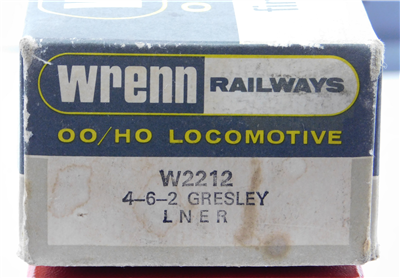 wrenn RAILWAYS
OO/HO LOCOMOTIVE
W2212
4-6-2 GRESLEY
LNER